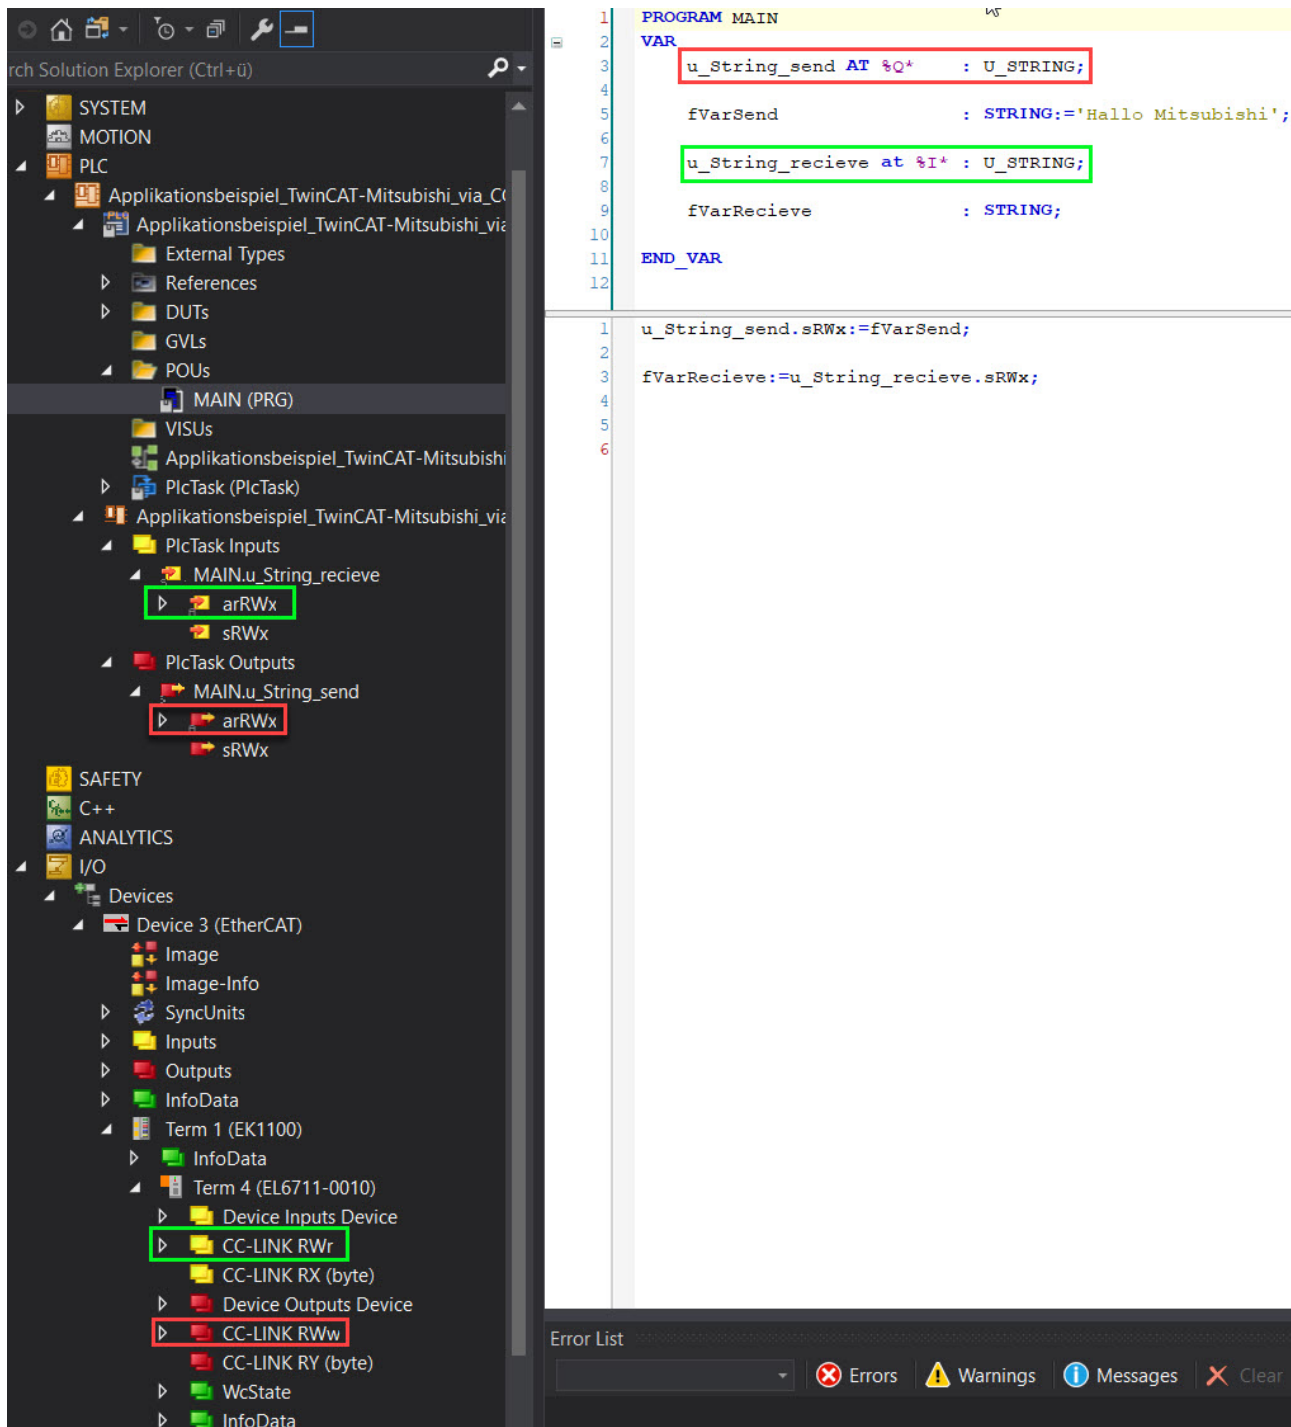 rch Solution Explorer (Ctrl+ü)
SYSTEM
MOTION
PLC
Applikationsbeispiel_TwinCAT-Mitsubishi_via_C
Applikationsbeispiel_TwinCAT-Mitsubishi_via
External Types
References
DUTs
GVLs
POUs
MAIN (PRG)
VISUs
Applikationsbeispiel_TwinCAT-Mitsubishi
PlcTask (PlcTask)
Applikationsbeispiel_TwinCAT-Mitsubishi_via
PlcTask Inputs
MAIN.u_String_recieve
arRWx
sRWx
PlcTask Outputs
MAIN.u_String_send
arRWx
sRWx
SAFETY
C++
ANALYTICS
I/O
Devices
Device 3 (EtherCAT)
Image
Image-Info
SyncUnits
Inputs
Outputs
InfoData
Term 1 (EK1100)
InfoData
Term 4 (EL6711-0010)
Device Inputs Device
CC-LINK RWr
CC-LINK RX (byte)
Device Outputs Device
CC-LINK RWw
CC-LINK RY (byte)
WcState
InfoData
1 PROGRAM MAIN
2 VAR
3 u_String_send AT %Q* : U_STRING;
4
5 fVarSend : STRING:='Hallo Mitsubishi';
6
7 u_String_recieve at %I* : U_STRING;
8
9 fVarRecieve : STRING;
10
11 END_VAR
12
1 u_String_send.sRWx:=fVarSend;
2
3 fVarRecieve:=u_String_recieve.sRWx;
4
5
6
Error List
Errors Warnings Messages Clear